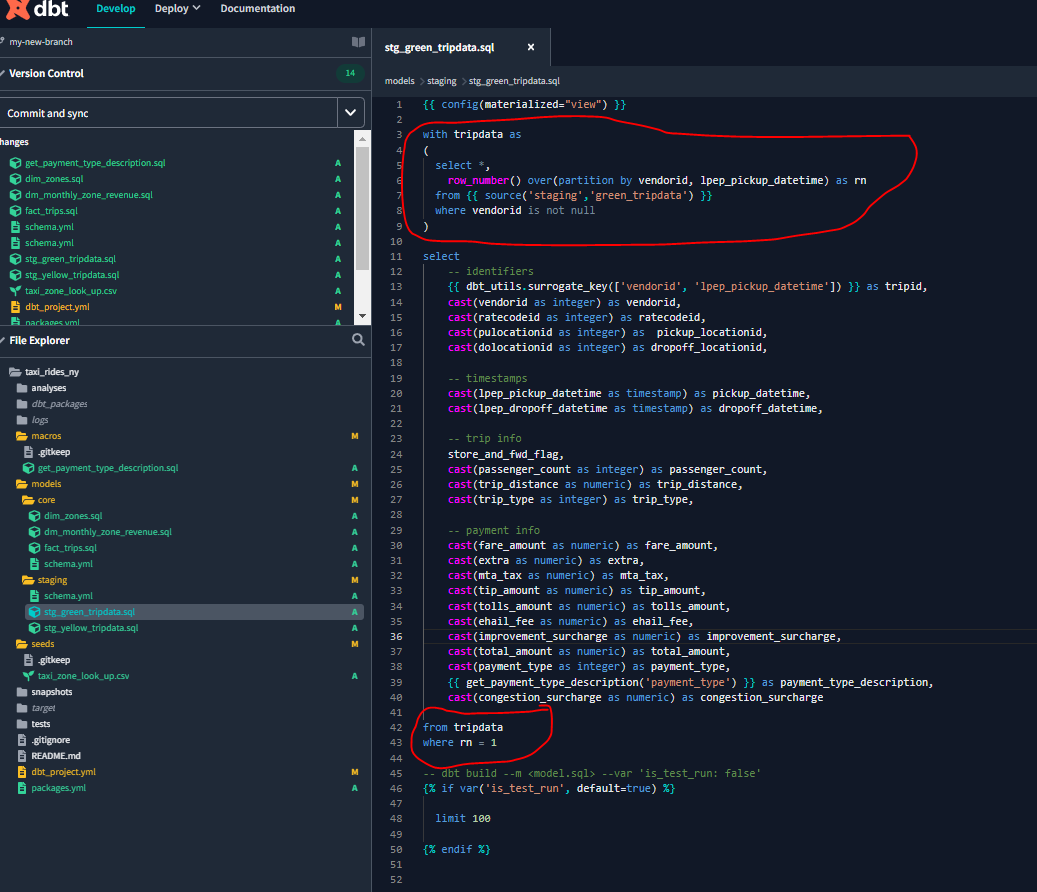 dbt
Develop
Deploy
Documentation
my-new-branch
Version Control
14
Commit and sync
hanges
get_payment_type_description.sql A
dim_zones.sql A
dm_monthly_zone_revenue.sql A
fact_trips.sql A
schema.yml A
schema.yml A
stg_green_tripdata.sql A
stg_yellow_tripdata.sql A
taxi_zone_look_up.csv A
dbt_project.yml M
packages.yml A
File Explorer
taxi_rides_ny
analyses
dbt_packages
logs
macros M
.gitkeep
get_payment_type_description.sql A
models M
core M
dim_zones.sql A
dm_monthly_zone_revenue.sql A
fact_trips.sql A
schema.yml A
staging M
schema.yml A
stg_green_tripdata.sql A
stg_yellow_tripdata.sql A
seeds M
.gitkeep
taxi_zone_look_up.csv A
snapshots
target
tests
.gitignore
README.md
dbt_project.yml M
packages.yml A
stg_green_tripdata.sql ×
models > staging > stg_green_tripdata.sql
1 {{ config(materialized="view") }}
2
3 with tripdata as
4 (
5 select *,
6 row_number() over(partition by vendorid, lpep_pickup_datetime) as rn
7 from {{ source('staging','green_tripdata') }}
8 where vendorid is not null
9 )
10
11 select
12 -- identifiers
13 {{ dbt_utils.surrogate_key(['vendorid', 'lpep_pickup_datetime']) }} as tripid,
14 cast(vendorid as integer) as vendorid,
15 cast(ratecodeid as integer) as ratecodeid,
16 cast(pulocationid as integer) as  pickup_locationid,
17 cast(dolocationid as integer) as dropoff_locationid,
18
19 -- timestamps
20 cast(lpep_pickup_datetime as timestamp) as pickup_datetime,
21 cast(lpep_dropoff_datetime as timestamp) as dropoff_datetime,
22
23 -- trip info
24 store_and_fwd_flag,
25 cast(passenger_count as integer) as passenger_count,
26 cast(trip_distance as numeric) as trip_distance,
27 cast(trip_type as integer) as trip_type,
28
29 -- payment info
30 cast(fare_amount as numeric) as fare_amount,
31 cast(extra as numeric) as extra,
32 cast(mta_tax as numeric) as mta_tax,
33 cast(tip_amount as numeric) as tip_amount,
34 cast(tolls_amount as numeric) as tolls_amount,
35 cast(ehail_fee as numeric) as ehail_fee,
36 cast(improvement_surcharge as numeric) as improvement_surcharge,
37 cast(total_amount as numeric) as total_amount,
38 cast(payment_type as integer) as payment_type,
39 {{ get_payment_type_description('payment_type') }} as payment_type_description,
40 cast(congestion_surcharge as numeric) as congestion_surcharge
41
42 from tripdata
43 where rn = 1
44
45 -- dbt build --m <model.sql> --var 'is_test_run: false'
46 {% if var('is_test_run', default=true) %}
47
48 limit 100
49
50 {% endif %}
51
52